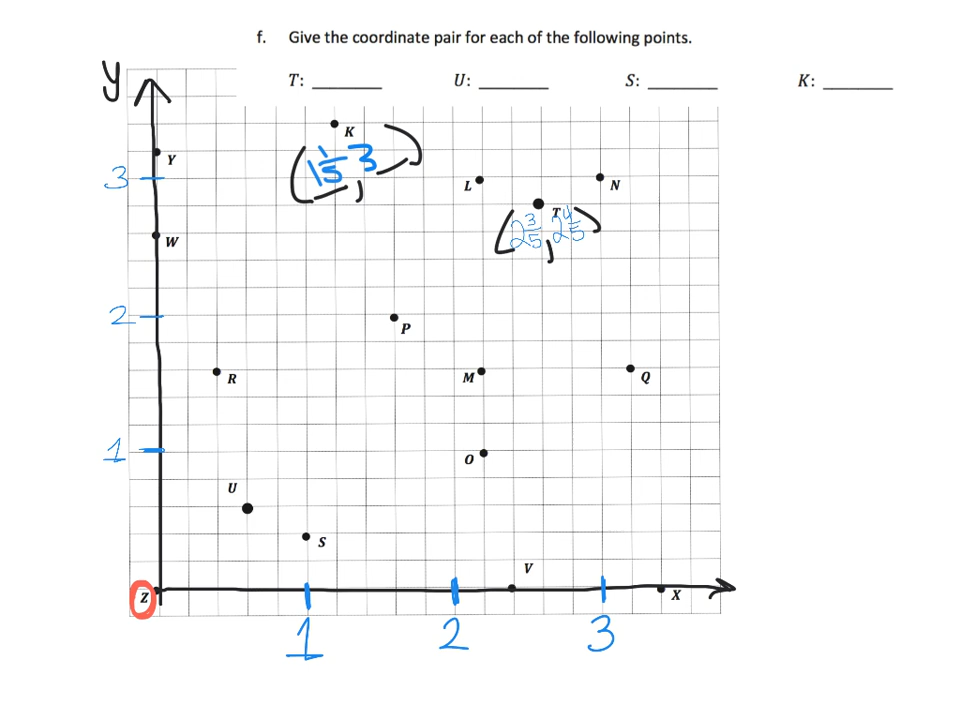 f. Give the coordinate pair for each of the following points.
y
T: ________ U: ________ S: ________ K: ________
K
Y
(1 1/5, 3)
3
L
N
T
(2 3/5, 2 4/5)
W
2
P
R
M
Q
1
O
U
S
V
Z
X
1 2 3